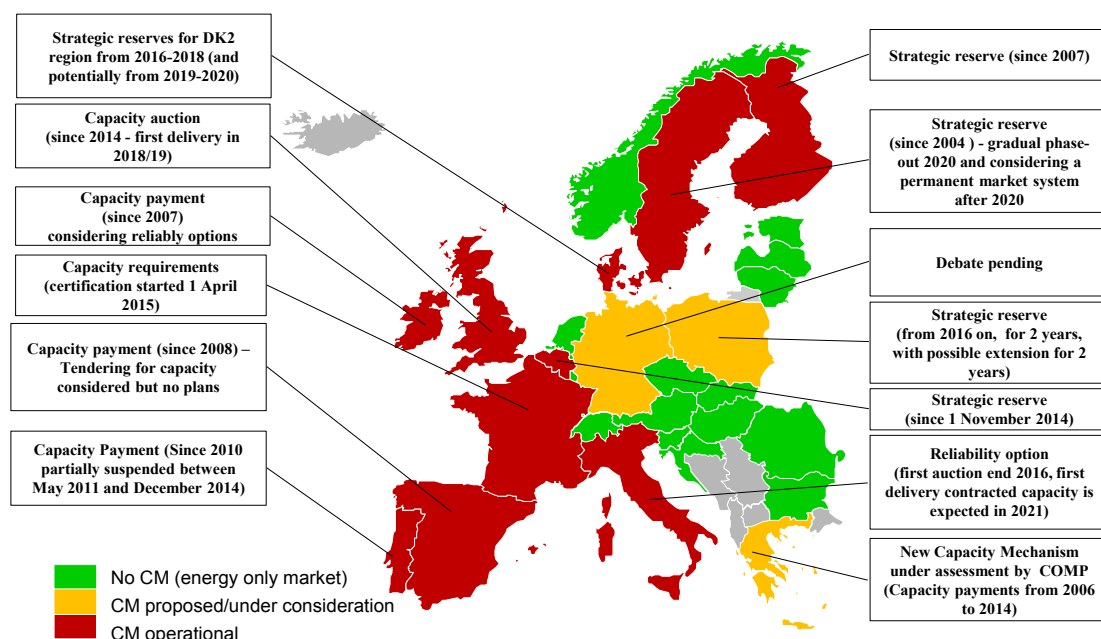 Strategic reserves for DK2
region from 2016-2018 (and
potentially from 2019-2020)
Capacity auction
(since 2014 - first delivery in
2018/19)
Capacity payment
(since 2007)
considering reliably options
Capacity requirements
(certification started 1 April
2015)
Capacity payment (since 2008) –
Tendering for capacity
considered but no plans
Capacity Payment (Since 2010
partially suspended between
May 2011 and December 2014)
Strategic reserve (since 2007)
Strategic reserve
(since 2004 ) - gradual phase-
out 2020 and considering a
permanent market system
after 2020
Debate pending
Strategic reserve
(from 2016 on, for 2 years,
with possible extension for 2
years)
Strategic reserve
(since 1 November 2014)
Reliability option
(first auction end 2016, first
delivery contracted capacity is
expected in 2021)
New Capacity Mechanism
under assessment by COMP
(Capacity payments from 2006
to 2014)
No CM (energy only market)
CM proposed/under consideration
CM operational